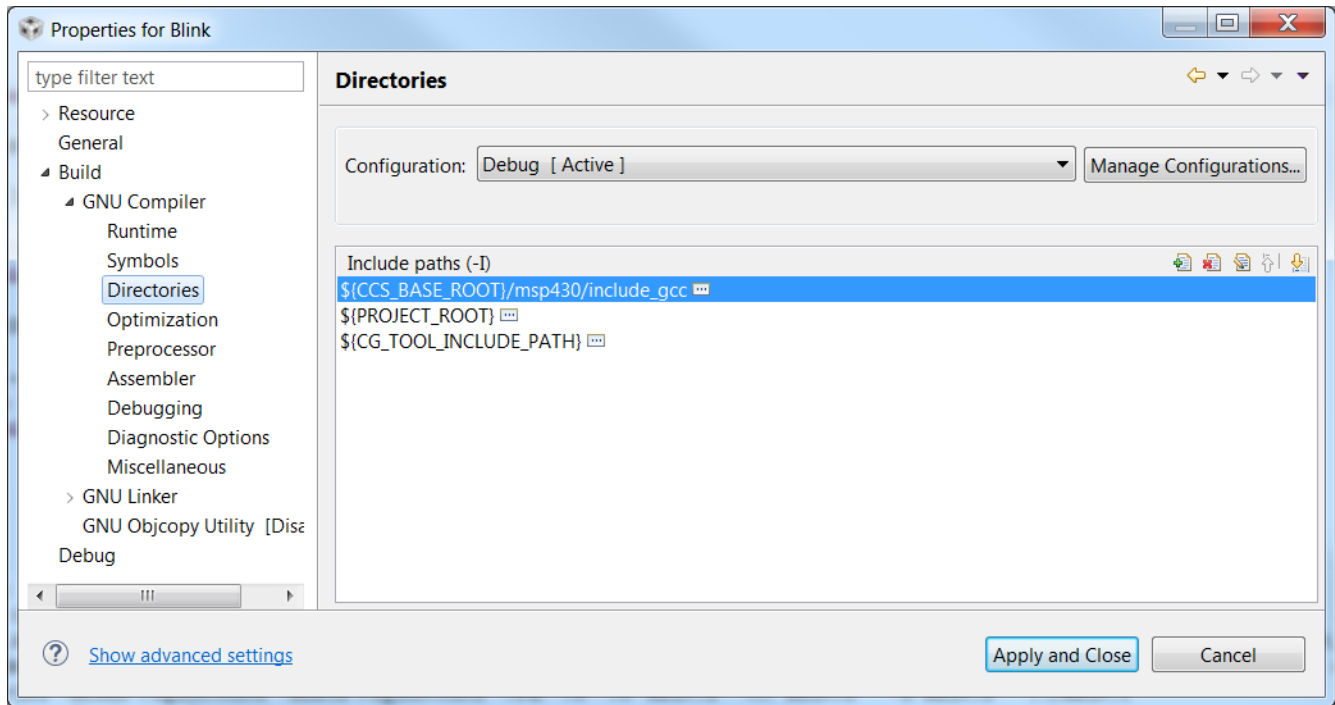 Properties for Blink
type filter text
Resource
General
Build
GNU Compiler
Runtime
Symbols
Directories
Optimization
Preprocessor
Assembler
Debugging
Diagnostic Options
Miscellaneous
GNU Linker
GNU Objcopy Utility [Disa
Debug
Directories
Configuration: Debug [ Active ] Manage Configurations...
Include paths (-I)
${CCS_BASE_ROOT}/msp430/include_gcc
${PROJECT_ROOT}
${CG_TOOL_INCLUDE_PATH}
Show advanced settings
Apply and Close Cancel